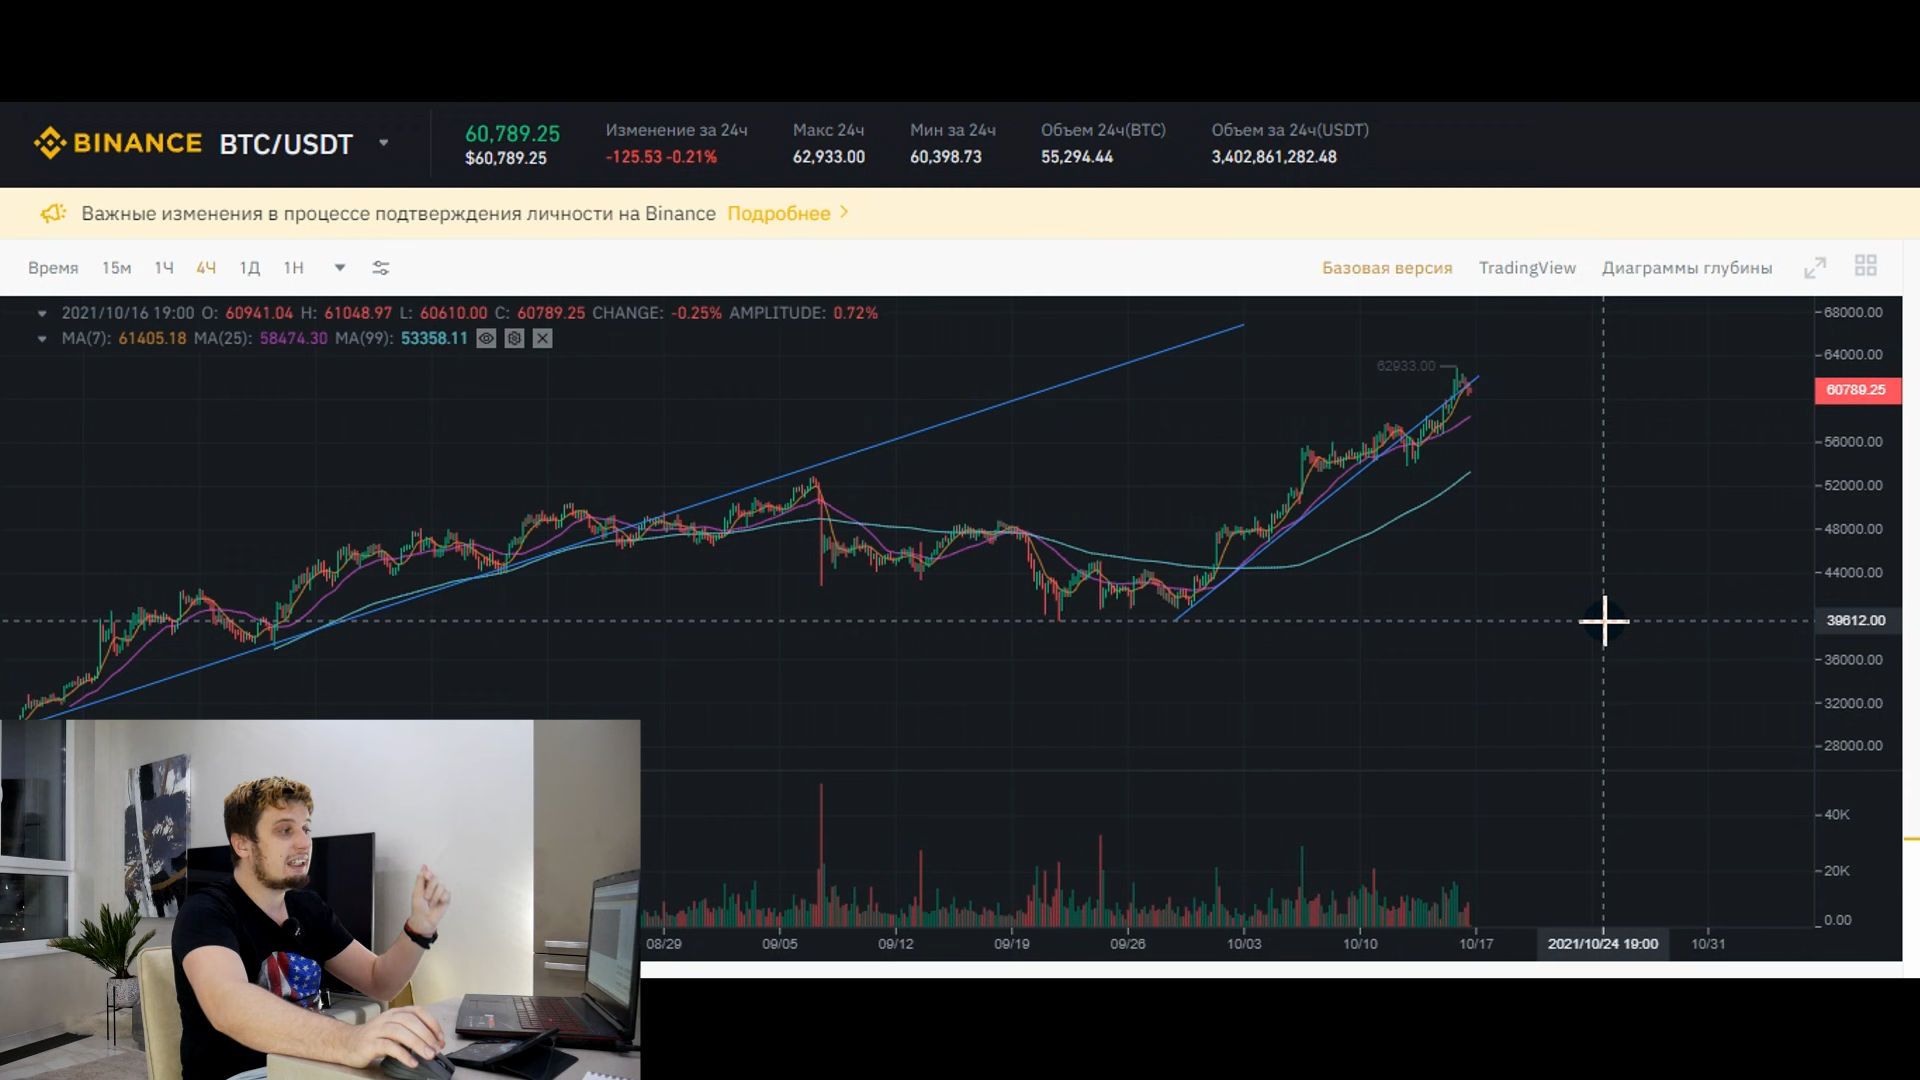 BINANCE BTC/USDT
60,789.25
$60,789.25
Изменение за 24ч
-125.53 -0.21%
Макс 24ч
62,933.00
Мин за 24ч
60,398.73
Объем 24ч(BTC)
55,294.44
Объем за 24ч(USDT)
3,402,861,282.48
Важные изменения в процессе подтверждения личности на Binance Подробнее
Время 15м 1Ч 4Ч 1Д 1Н
Базовая версия TradingView Диаграммы глубины
2021/10/16 19:00 O: 60941.04 H: 61048.97 L: 60610.00 C: 60789.25 CHANGE: -0.25% AMPLITUDE: 0.72%
MA(7): 61405.18 MA(25): 58474.30 MA(99): 53358.11
62933.00
68000.00
64000.00
60789.25
56000.00
52000.00
48000.00
44000.00
39612.00
36000.00
32000.00
28000.00
40K
20K
0.00
08/29 09/05 09/12 09/19 09/26 10/03 10/10 10/17 2021/10/24 19:00 10/31